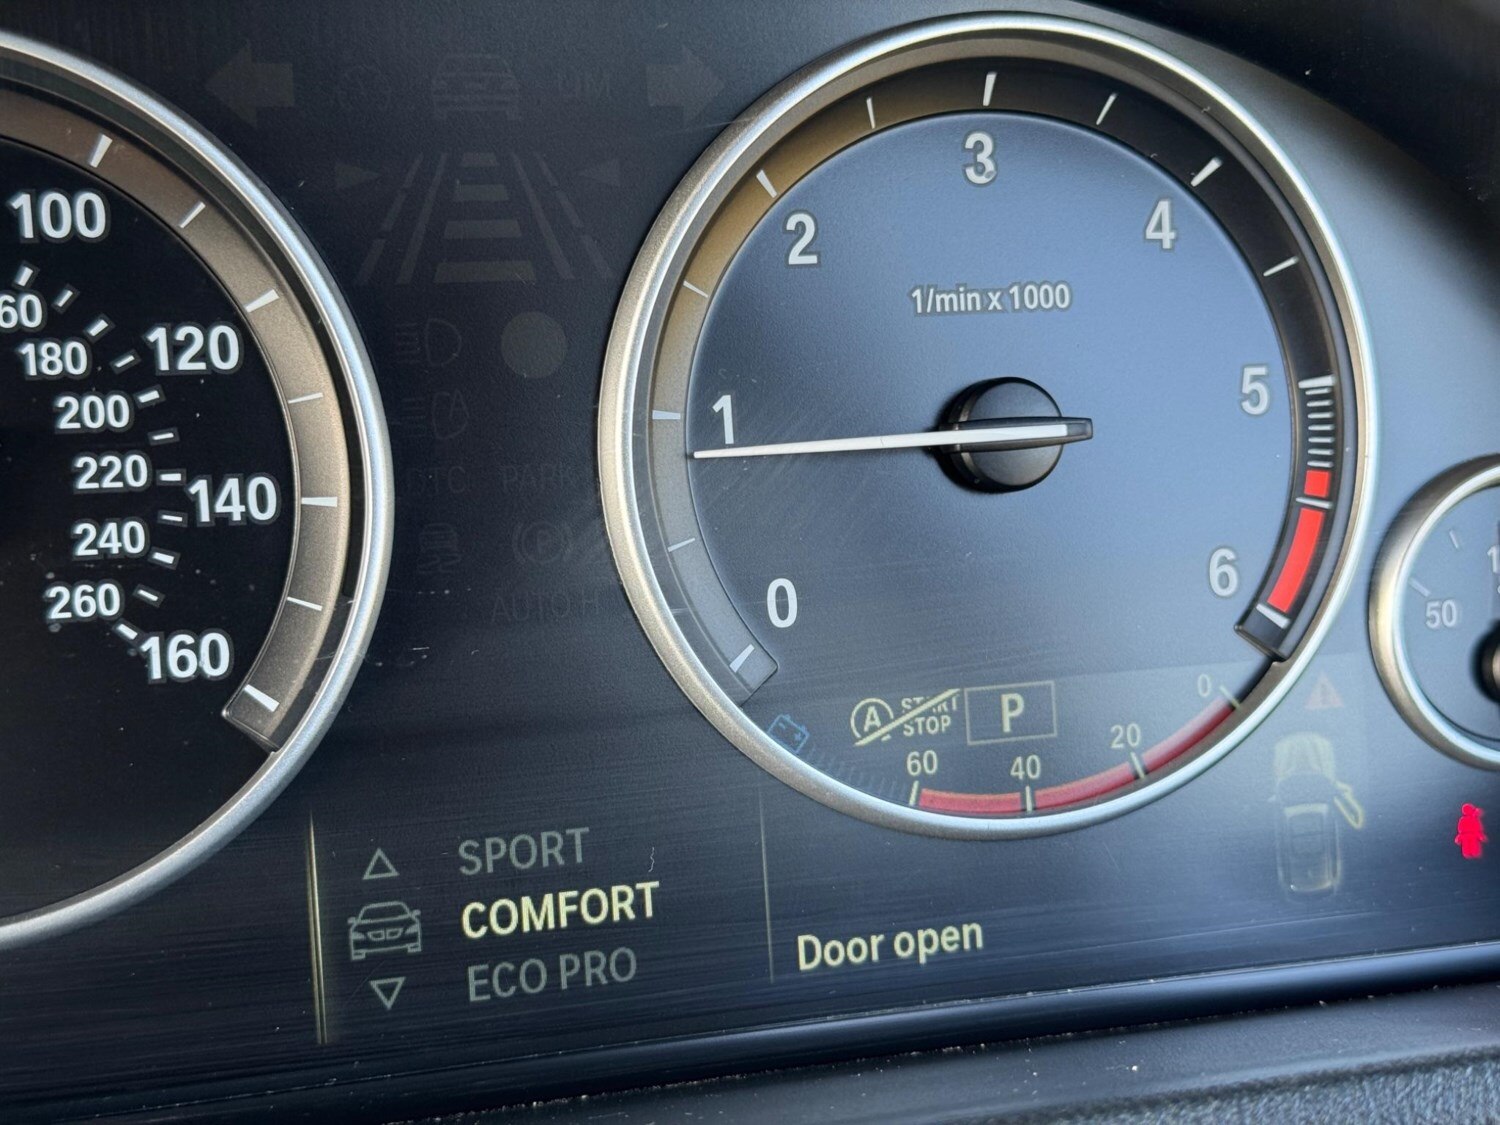 100
120
140
160
180
200
220
240
260
1/min x 1000
0
1
2
3
4
5
6
A
START
STOP
P
60
40
20
0
50
SPORT
COMFORT
ECO PRO
Door open
AUTO H